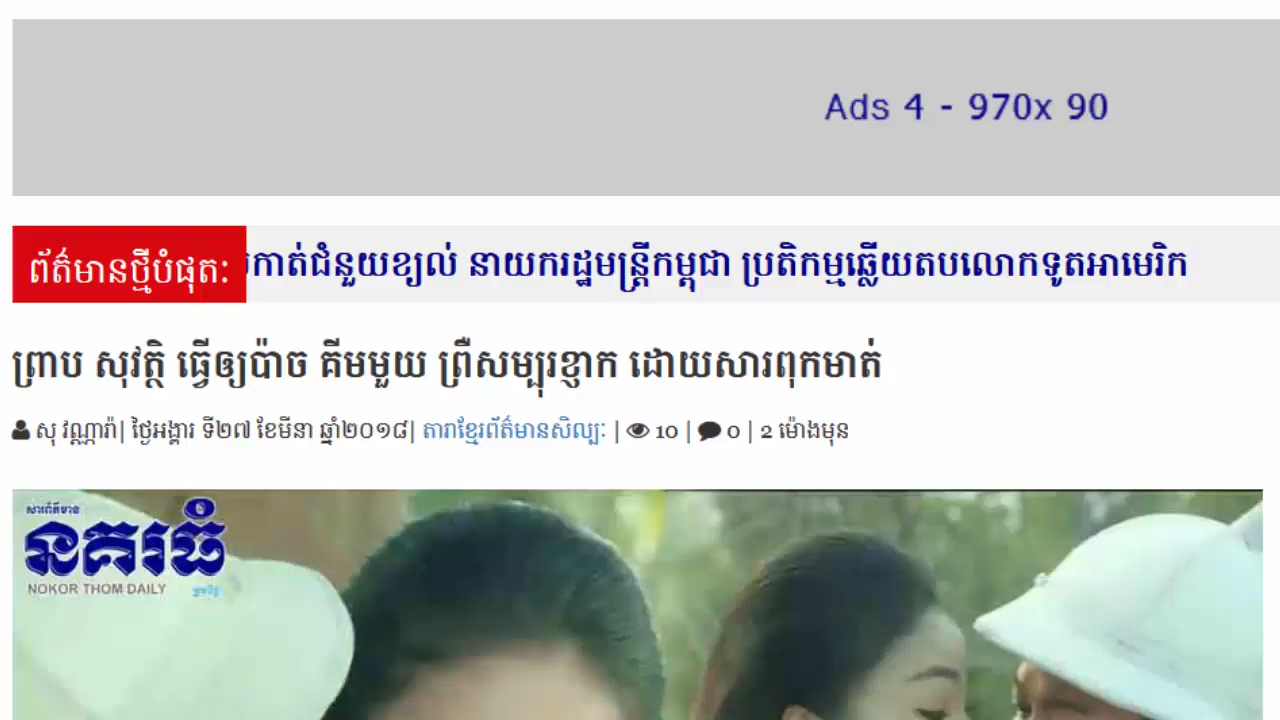 Ads 4 - 970x 90
ព័ត៌មានថ្មីបំផុត: កាត់ជំនួយខ្យល់ នាយករដ្ឋមន្ត្រីកម្ពុជា ប្រតិកម្មឆ្លើយតបលោកទូតអាមេរិក
ព្រាប សុវត្ថិ ធ្វើឲ្យប៉ាច គីមមួយ ព្រឺសម្បុរខ្ញាក ដោយសារពុកមាត់
សុ វណ្ណារ៉ា| ថ្ងៃអង្គារ ទី២៧ ខែមីនា ឆ្នាំ២០១៨| តារាខ្មែរព័ត៌មានសិល្បៈ | 10 | 0 | 2 ម៉ោងមុន
សារព័ត៌មាន
នគរធំ
NOKOR THOM DAILY